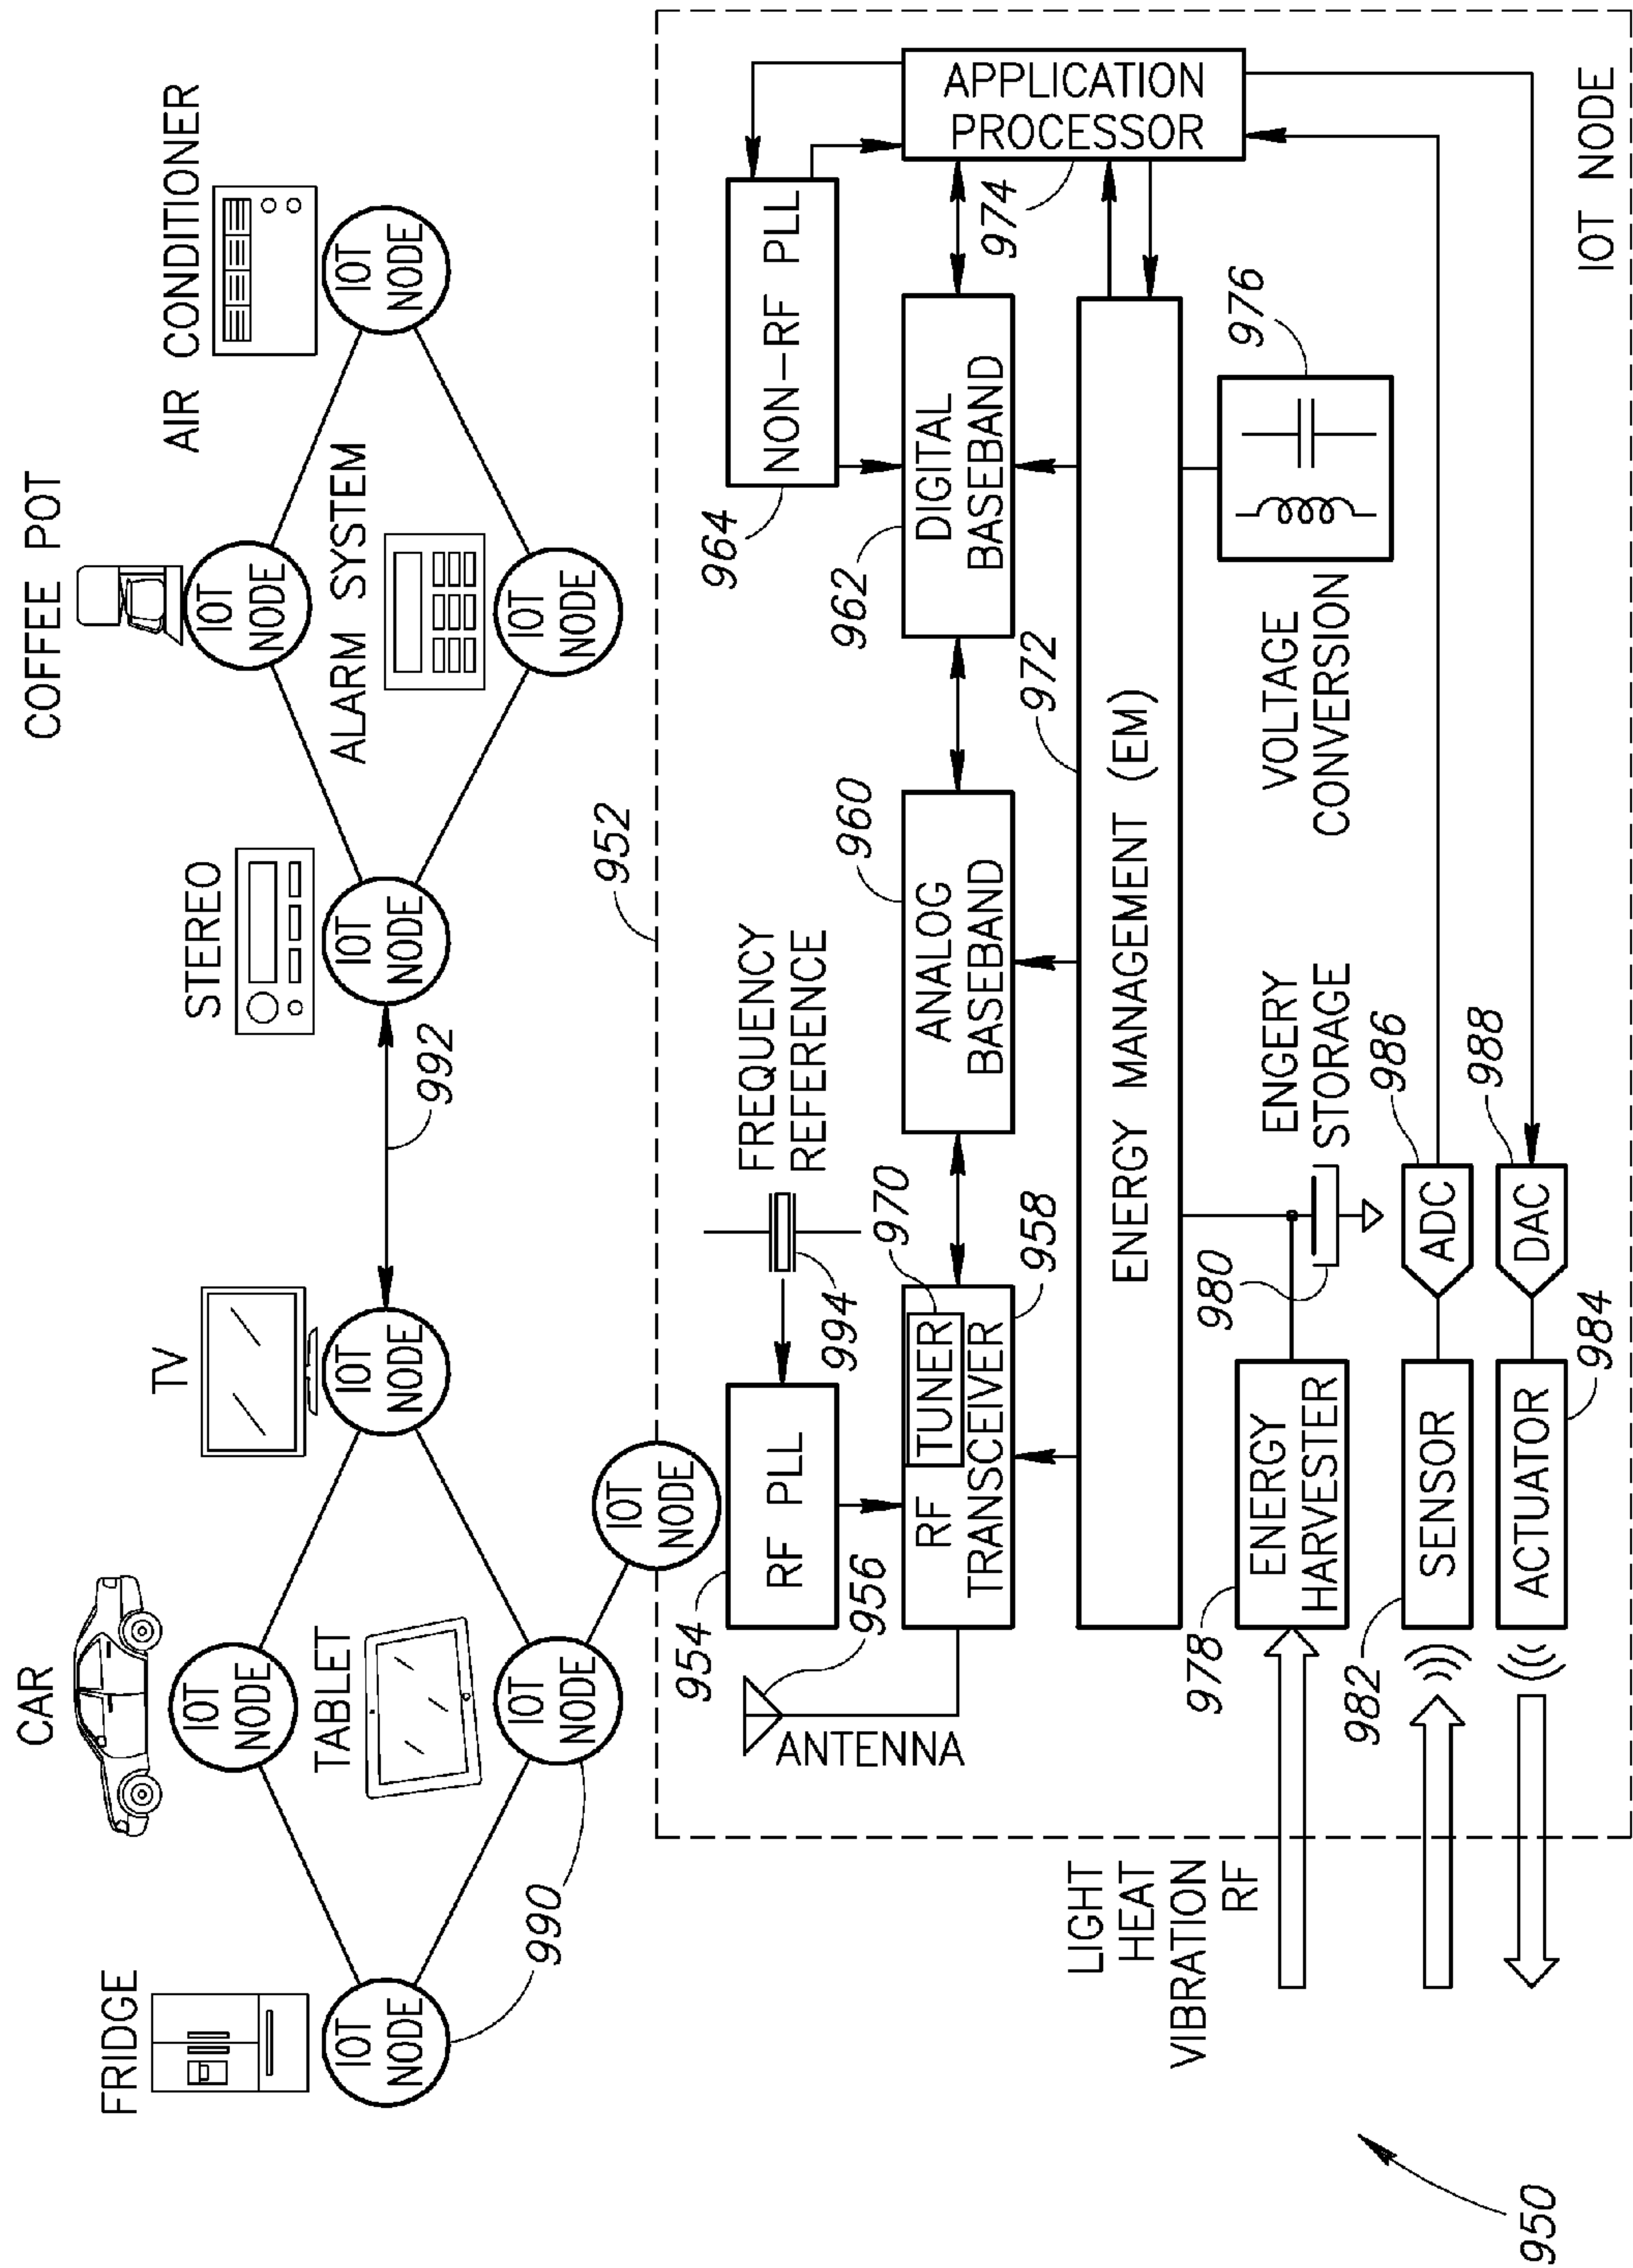 COFFEE POT
CAR
TV
STEREO
AIR CONDITIONER
FRIDGE
IOT
NODE
IOT
NODE
TABLET
ALARM SYSTEM
IOT
NODE
IOT
NODE
IOT
NODE
IOT
NODE
992
IOT
NODE
IOT
NODE
990
IOT
NODE
952
954
RF PLL
FREQUENCY
REFERENCE
994
964
NON-RF PLL
956
ANTENNA
RF
TUNER
TRANSCEIVER
970
958
ANALOG
BASEBAND
960
962
DIGITAL
BASEBAND
APPLICATION
PROCESSOR
974
ENERGY MANAGEMENT (EM)
972
LIGHT
HEAT
VIBRATION
RF
978
ENERGY
HARVESTER
980
ENGERY
STORAGE
VOLTAGE
CONVERSION
976
982
SENSOR
ADC
986
ACTUATOR
984
DAC
988
IOT NODE
950